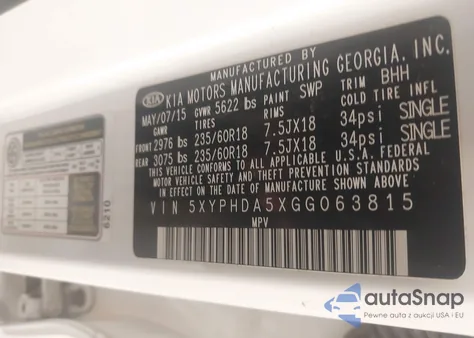 MANUFACTURED BY
KIA KIA MOTORS MANUFACTURING GEORGIA, INC.
MAY/07/15 GVWR 5622 lbs PAINT SWP TRIM BHH
GAWR TIRES RIMS COLD TIRE INFL
FRONT 2976 lbs 235/60R18 7.5JX18 34psi SINGLE
REAR 3075 lbs 235/60R18 7.5JX18 34psi SINGLE
THIS VEHICLE CONFORMS TO ALL APPLICABLE U.S.A. FEDERAL
MOTOR VEHICLE SAFETY AND THEFT PREVENTION STANDARDS
IN EFFECT ON THE DATE OF MANUFACTURE SHOWN ABOVE.
VIN 5XYPHDA5XGG063815
MPV
6210
autaSnap
Pewne auta z aukcji USA i EU